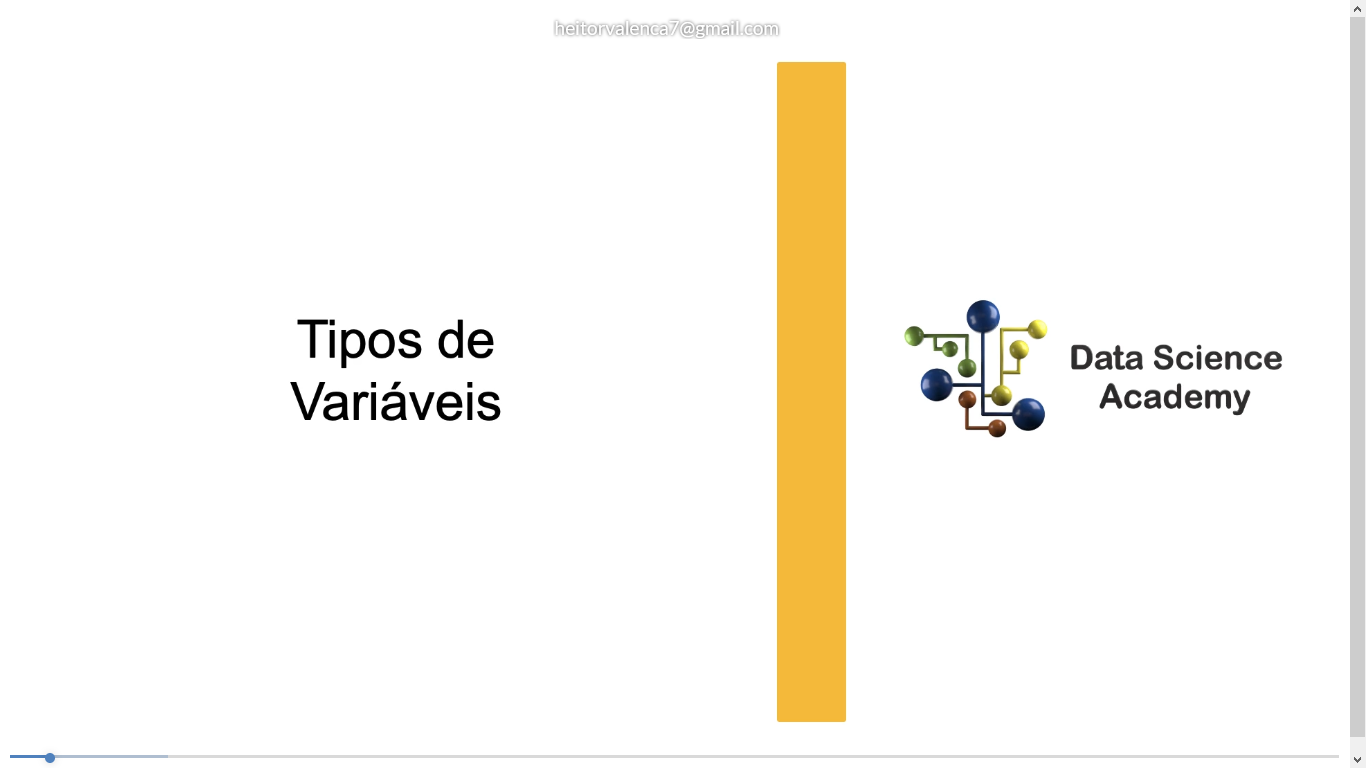 heitorvalenca7@gmail.com
Tipos de
Variáveis
Data Science
Academy